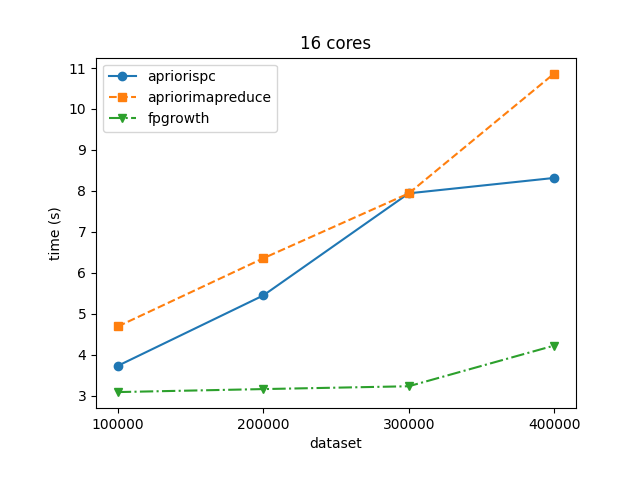 16 cores
apriorispc
apriorimapreduce
fpgrowth
11
10
9
8
7
6
5
4
3
time (s)
100000 200000 300000 400000
dataset